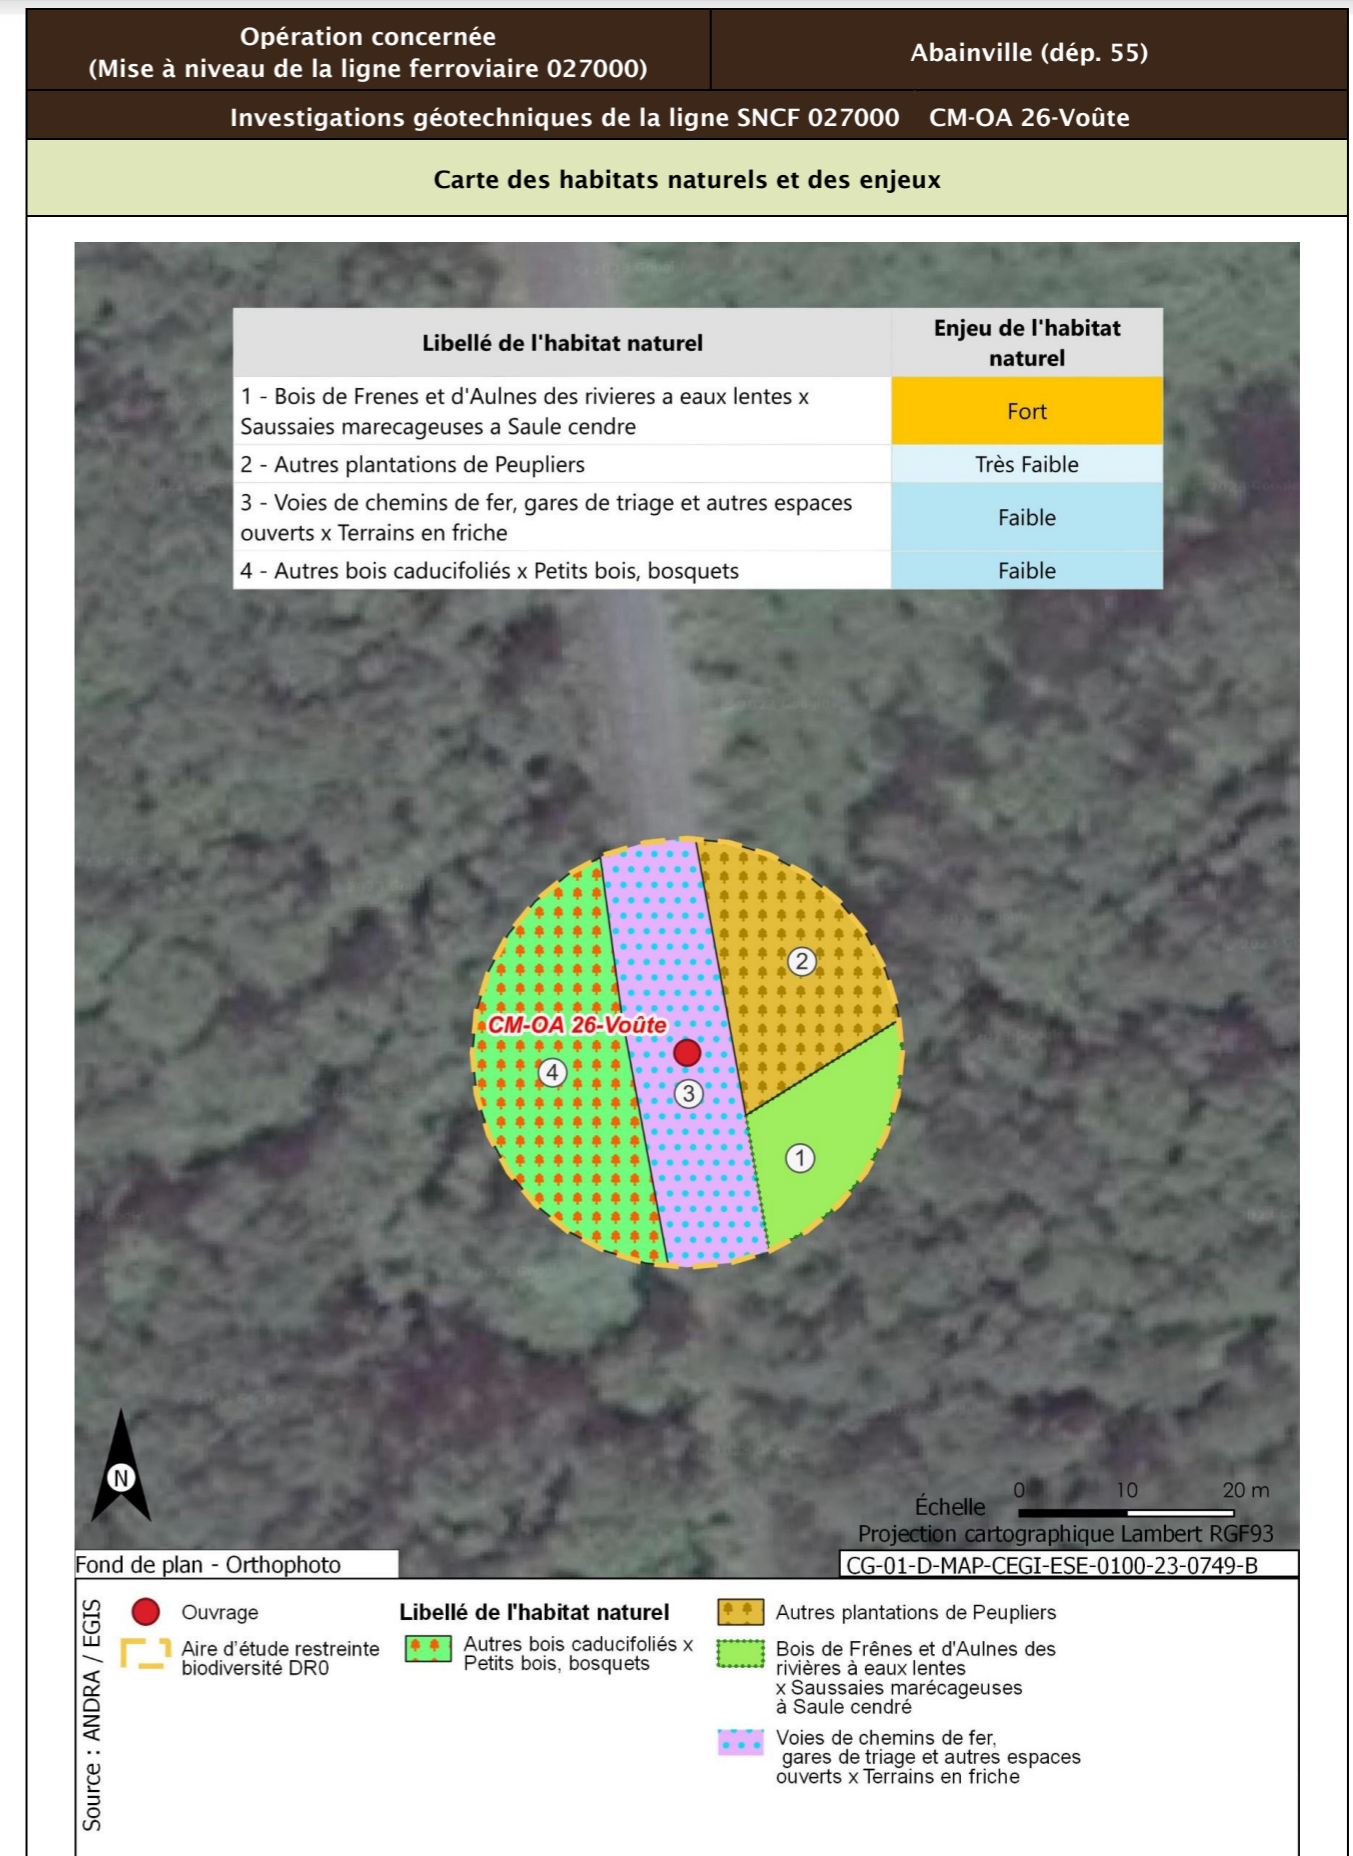 Opération concernée
(Mise à niveau de la ligne ferroviaire 027000)
Abainville (dép. 55)
Investigations géotechniques de la ligne SNCF 027000 CM-OA 26-Voûte
Carte des habitats naturels et des enjeux
Libellé de l'habitat naturel
Enjeu de l'habitat
naturel
1 - Bois de Frenes et d'Aulnes des rivieres a eaux lentes x
Saussaies marecageuses a Saule cendre
Fort
2 - Autres plantations de Peupliers
Très Faible
3 - Voies de chemins de fer, gares de triage et autres espaces
ouverts x Terrains en friche
Faible
4 - Autres bois caducifoliés x Petits bois, bosquets
Faible
2
CM-OA 26-Voûte
4
3
1
N
0 10 20 m
Échelle
Projection cartographique Lambert RGF93
Fond de plan - Orthophoto
CG-01-D-MAP-CEGI-ESE-0100-23-0749-B
Source : ANDRA / EGIS
Ouvrage
Aire d'étude restreinte
biodiversité DR0
Libellé de l'habitat naturel
Autres bois caducifoliés x
Petits bois, bosquets
Autres plantations de Peupliers
Bois de Frênes et d'Aulnes des
rivières à eaux lentes
x Saussaies marécageuses
à Saule cendré
Voies de chemins de fer,
gares de triage et autres espaces
ouverts x Terrains en friche